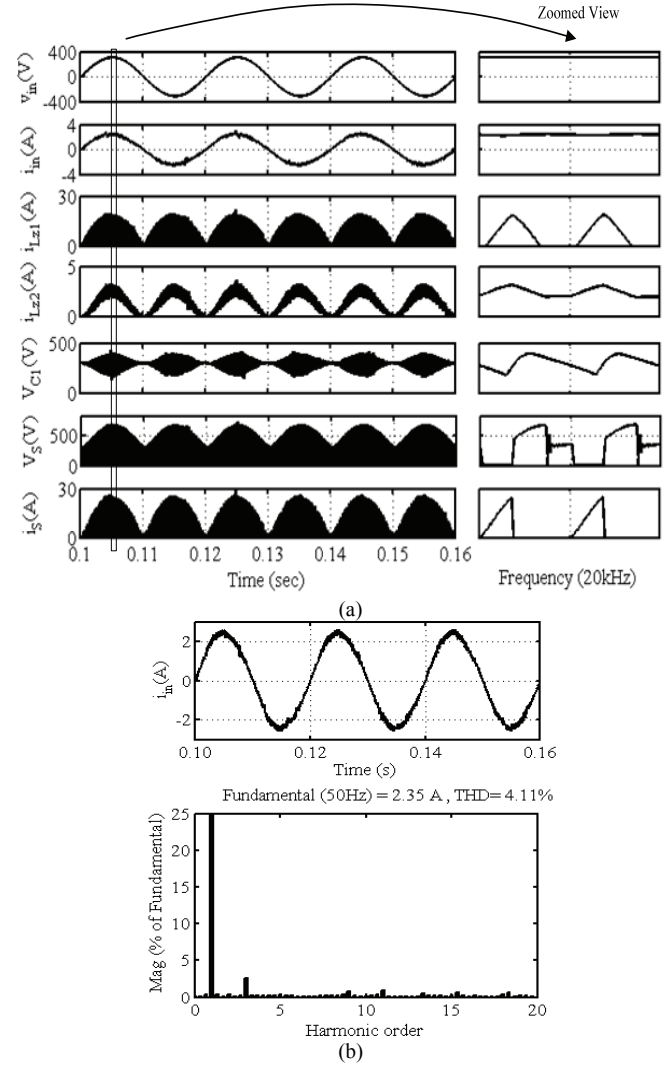 Zoomed View
400
0
-400
v_in(V)
4
0
-4
i_in(A)
30
0
i_Lz1(A)
5
0
i_Lz2(A)
500
0
V_C1(V)
500
0
V_S(V)
30
0
i_S(A)
0.1 0.11 0.12 0.13 0.14 0.15 0.16
Time (sec)
Frequency (20kHz)
(a)
2
0
-2
i_in(A)
0.10 0.12 0.14 0.16
Time (s)
Fundamental (50Hz) = 2.35 A , THD= 4.11%
25
20
15
10
5
0
Mag (% of Fundamental)
0 5 10 15 20
Harmonic order
(b)